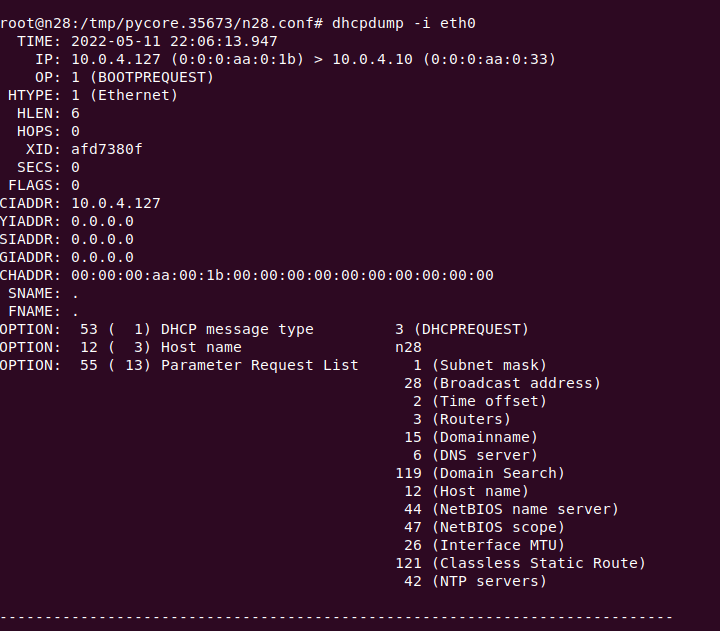 root@n28:/tmp/pycore.35673/n28.conf# dhcpdump -i eth0
TIME: 2022-05-11 22:06:13.947
IP: 10.0.4.127 (0:0:0:aa:0:1b) > 10.0.4.10 (0:0:0:aa:0:33)
OP: 1 (BOOTPREQUEST)
HTYPE: 1 (Ethernet)
HLEN: 6
HOPS: 0
XID: afd7380f
SECS: 0
FLAGS: 0
CIADDR: 10.0.4.127
YIADDR: 0.0.0.0
SIADDR: 0.0.0.0
GIADDR: 0.0.0.0
CHADDR: 00:00:00:aa:00:1b:00:00:00:00:00:00:00:00:00:00
SNAME: .
FNAME: .
OPTION:  53 (  1) DHCP message type         3 (DHCPREQUEST)
OPTION:  12 (  3) Host name                 n28
OPTION:  55 ( 13) Parameter Request List      1 (Subnet mask)
28 (Broadcast address)
2 (Time offset)
3 (Routers)
15 (Domainname)
6 (DNS server)
119 (Domain Search)
12 (Host name)
44 (NetBIOS name server)
47 (NetBIOS scope)
26 (Interface MTU)
121 (Classless Static Route)
42 (NTP servers)
---------------------------------------------------------------------------